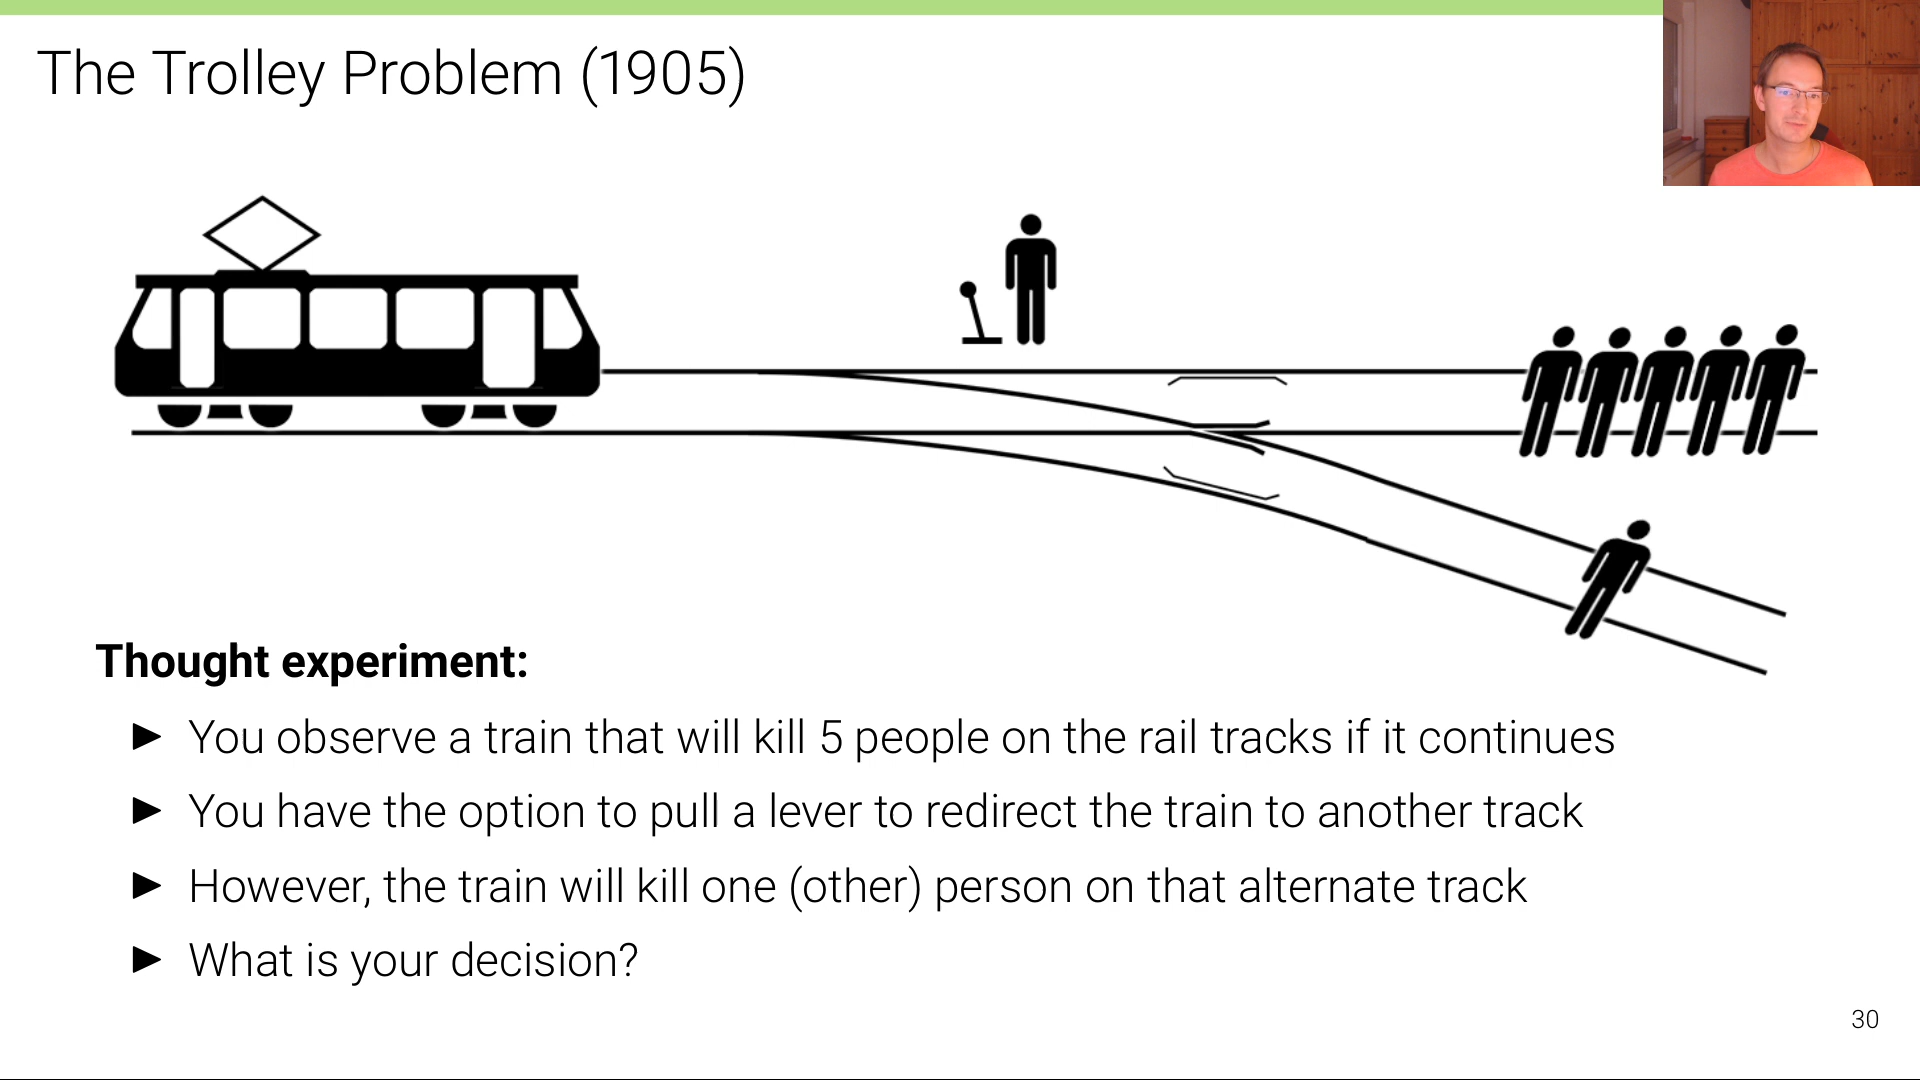 The Trolley Problem (1905)
Thought experiment:
► You observe a train that will kill 5 people on the rail tracks if it continues
► You have the option to pull a lever to redirect the train to another track
► However, the train will kill one (other) person on that alternate track
► What is your decision?
30